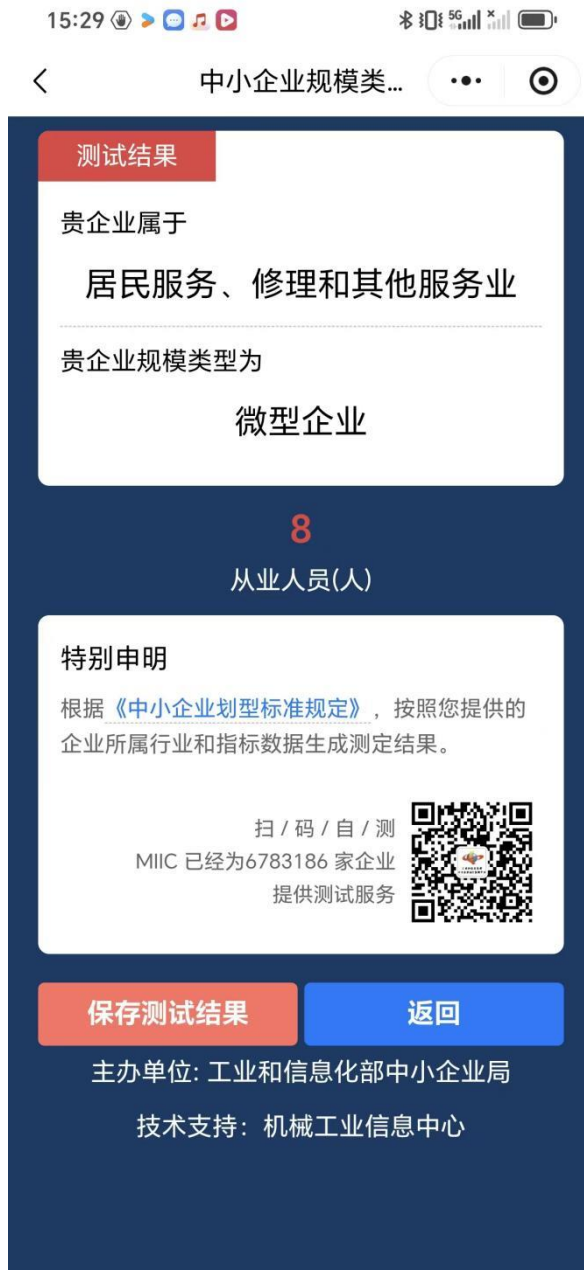 15:29
5G
中小企业规模类...
测试结果
贵企业属于
居民服务、修理和其他服务业
贵企业规模类型为
微型企业
8
从业人员(人)
特别申明
根据《中小企业划型标准规定》，按照您提供的
企业所属行业和指标数据生成测定结果。
扫 / 码 / 自 / 测
MIIC 已经为6783186 家企业
提供测试服务
保存测试结果
返回
主办单位: 工业和信息化部中小企业局
技术支持：机械工业信息中心